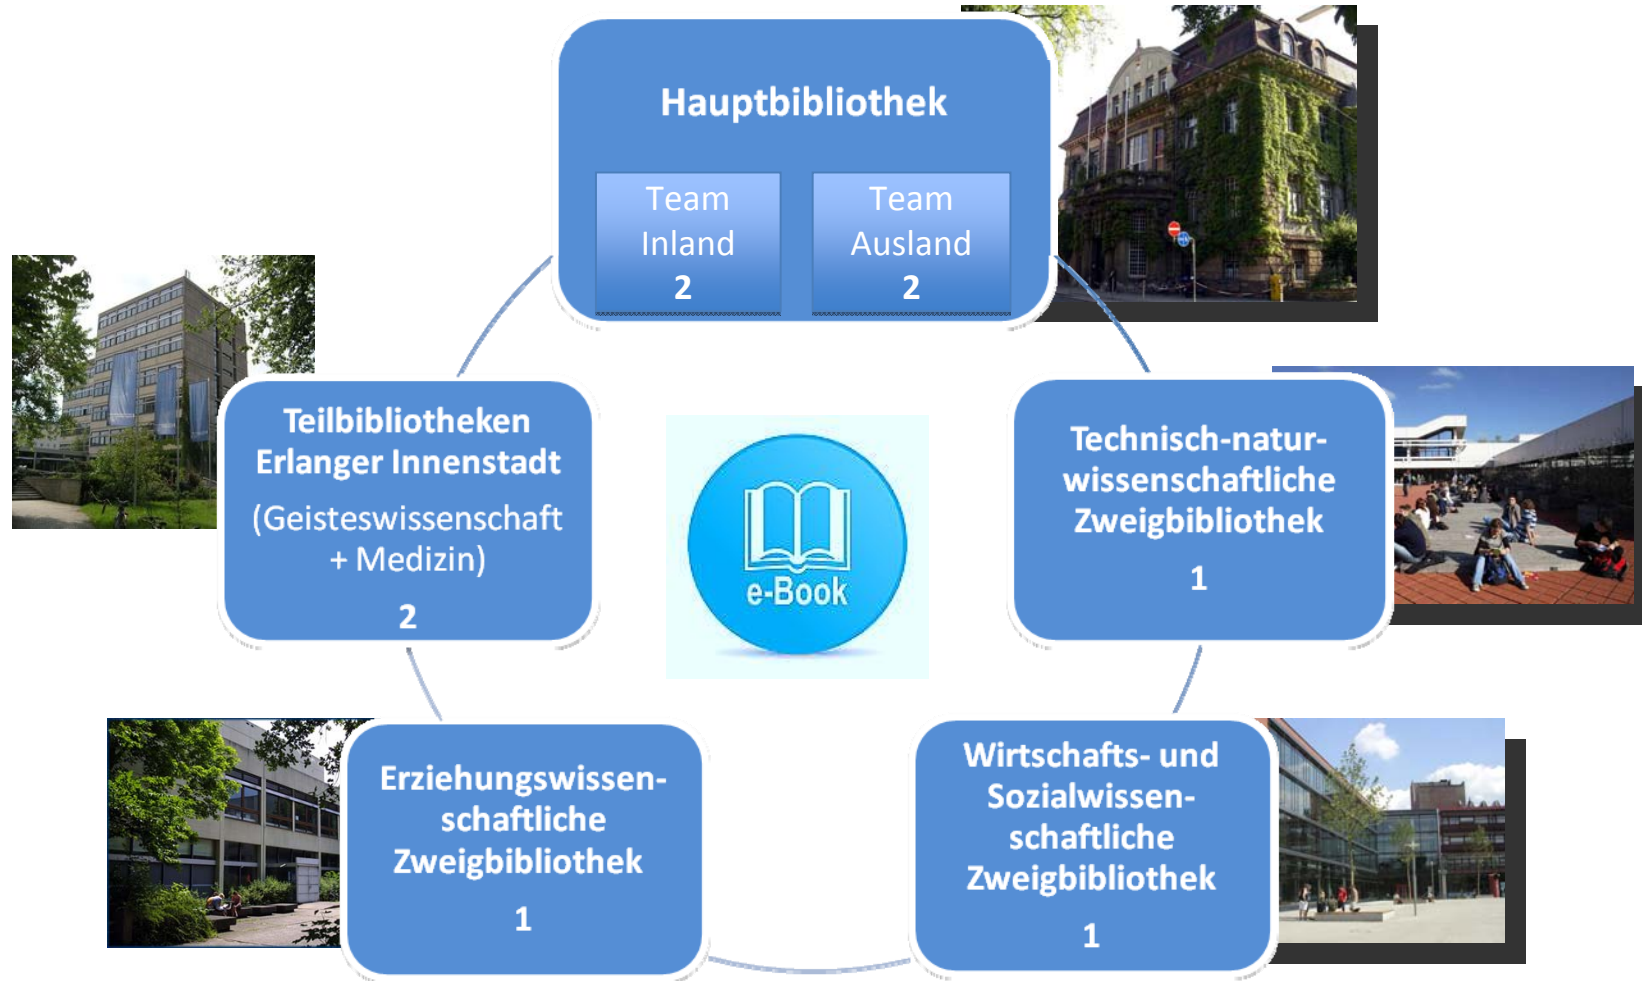 Hauptbibliothek
Team
Inland
2
Team
Ausland
2
Teilbibliotheken
Erlanger Innenstadt
(Geisteswissenschaft
+ Medizin)
2
e-Book
Technisch-natur-
wissenschaftliche
Zweigbibliothek
1
Erziehungswissen-
schaftliche
Zweigbibliothek
1
Wirtschafts- und
Sozialwissen-
schaftliche
Zweigbibliothek
1